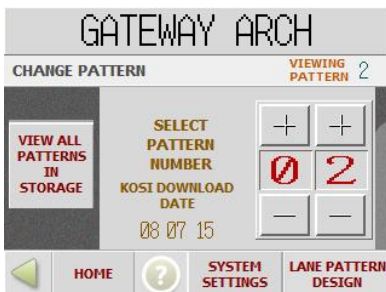 GATEWAY ARCH
CHANGE PATTERN
VIEWING
PATTERN 2
VIEW ALL
PATTERNS
IN
STORAGE
SELECT
PATTERN
NUMBER
KOSI DOWNLOAD
DATE
08 07 15
+ +
0 2
— —
HOME
?
SYSTEM
SETTINGS
LANE PATTERN
DESIGN